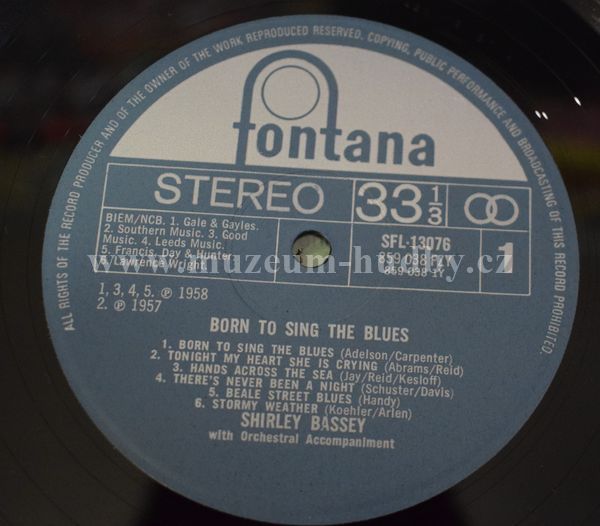 ALL RIGHTS OF THE RECORD PRODUCER AND OF THE OWNER OF THE WORK REPRODUCED RESERVED. COPYING, PUBLIC PERFORMANCE AND BROADCASTING OF THIS RECORD PROHIBITED.
fontana
STEREO 33 1/3
BIEM/NCB. 1. Gale & Gayles.
2. Southern Music. 3. Good
Music. 4. Leeds Music.
5. Francis, Day & Hunter.
6. Lawrence Wright.
SFL-13076
859 038 FZY
859 038 1Y
1
www.muzeum-hudby.cz
1, 3, 4, 5. ℗ 1958
2. ℗ 1957
BORN TO SING THE BLUES
1. BORN TO SING THE BLUES (Adelson/Carpenter)
2. TONIGHT MY HEART SHE IS CRYING (Abrams/Reid)
3. HANDS ACROSS THE SEA (Jay/Reid/Kesloff)
4. THERE'S NEVER BEEN A NIGHT (Schuster/Davis)
5. BEALE STREET BLUES (Handy)
6. STORMY WEATHER (Koehler/Arlen)
SHIRLEY BASSEY
with Orchestral Accompaniment